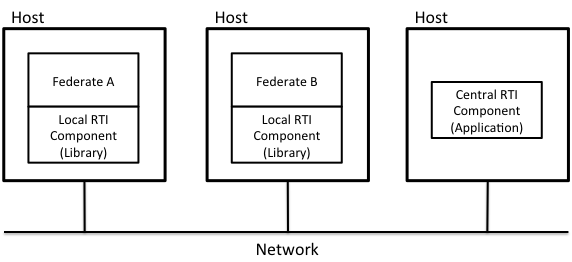 Host
Federate A
Local RTI
Component
(Library)
Host
Federate B
Local RTI
Component
(Library)
Host
Central RTI
Component
(Application)
Network